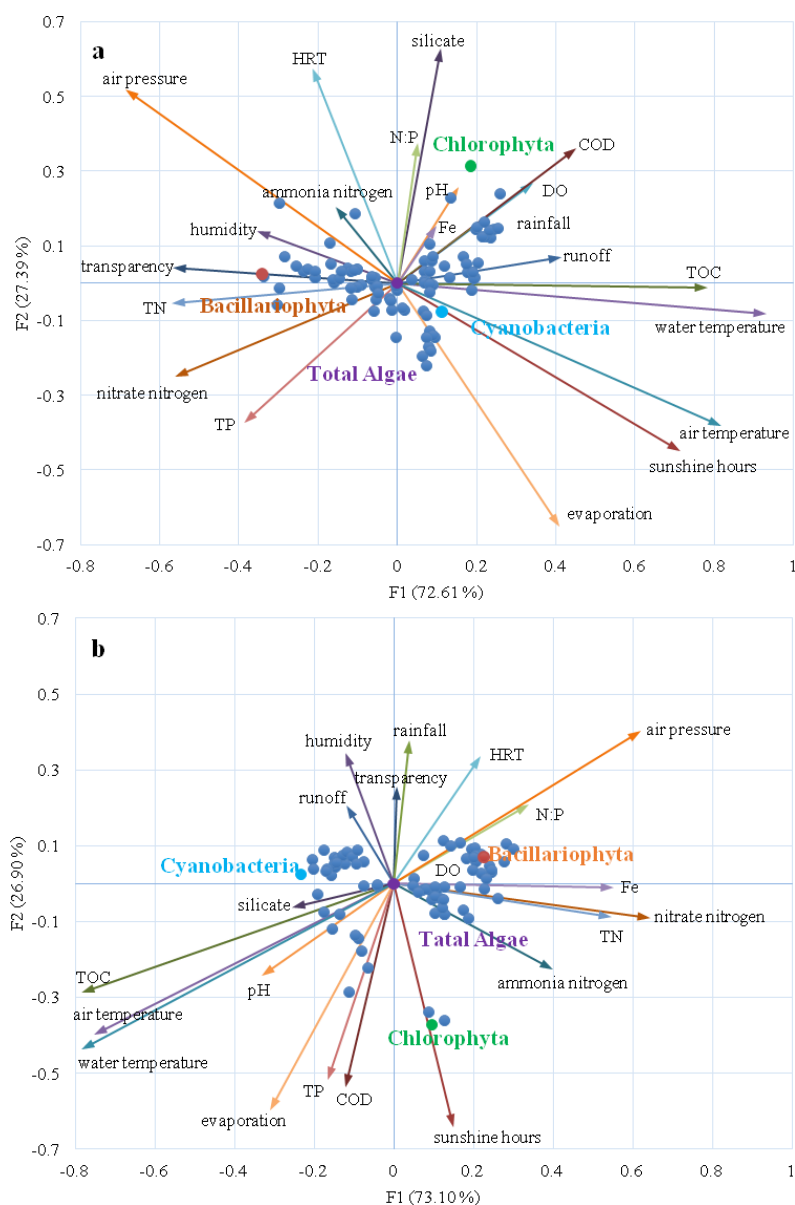 0.7
a
silicate
HRT
air pressure
0.5
N:P
Chlorophyta
COD
0.3
ammonia nitrogen
pH
DO
humidity
Fe
rainfall
0.1
runoff
transparency
TOC
TN
Bacillariophyta
Cyanobacteria
water temperature
-0.1
F2 (27.39%)
Total Algae
-0.3
nitrate nitrogen
TP
air temperature
sunshine hours
-0.5
evaporation
-0.7
-0.8 -0.6 -0.4 -0.2 0 0.2 0.4 0.6 0.8 1
F1 (72.61%)
0.7
b
rainfall
air pressure
humidity
HRT
0.5
transparency
0.3
runoff
N:P
0.1
Cyanobacteria
Bacillariophyta
DO
Fe
silicate
nitrate nitrogen
-0.1
TN
F2 (26.90%)
Tatal Algae
TOC
ammonia nitrogen
pH
-0.3
air temperature
Chlorophyta
water temperature
-0.5
TP
COD
evaporation
sunshine hours
-0.7
-0.8 -0.6 -0.4 -0.2 0 0.2 0.4 0.6 0.8 1
F1 (73.10%)